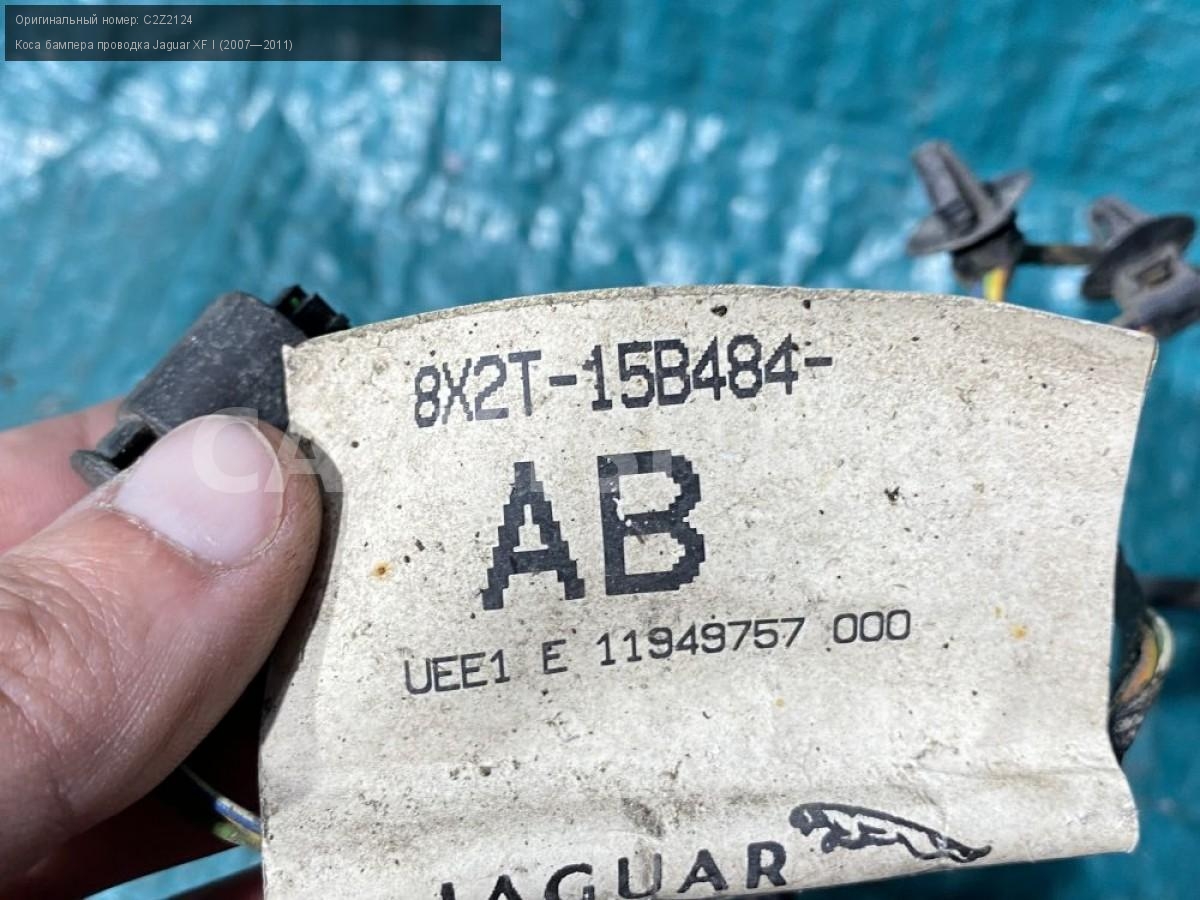 Оригинальный номер: C2Z2124
Коса бампера проводка Jaguar XF I (2007—2011)
8X2T-15B484-
AB
UEE1 E 11949757 000
JAGUAR